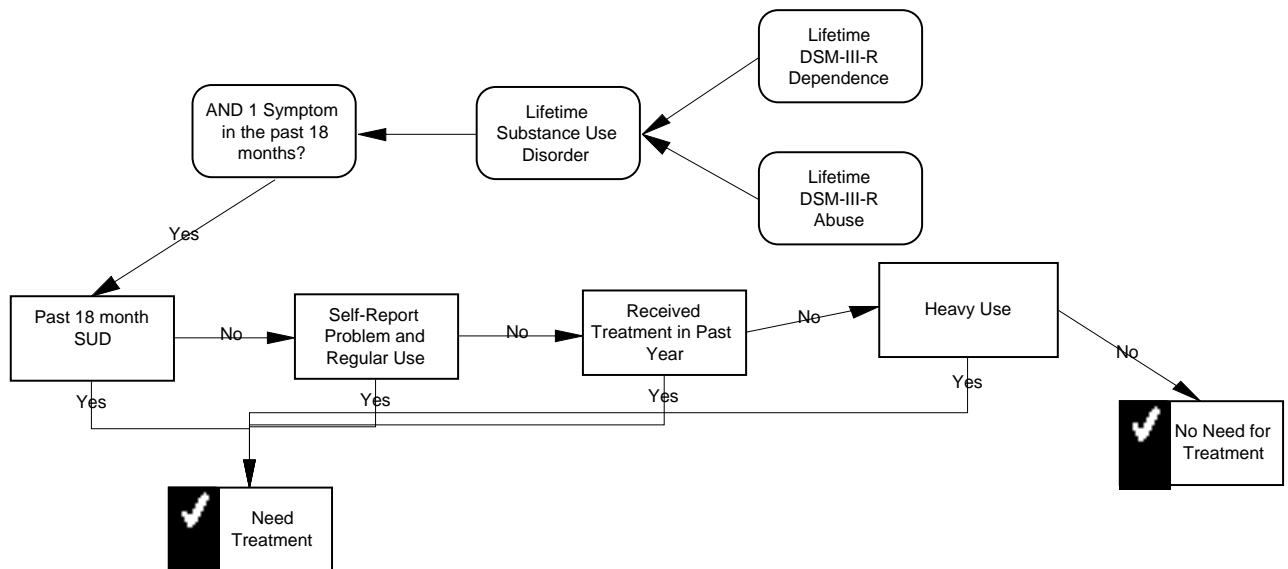 Lifetime
DSM-III-R
Dependence
AND 1 Symptom
in the past 18
months?
Lifetime
Substance Use
Disorder
Lifetime
DSM-III-R
Abuse
Yes
Past 18 month
SUD
No
Self-Report
Problem and
Regular Use
No
Received
Treatment in Past
Year
No
Heavy Use
No
Yes
Yes
Yes
Yes
No Need for
Treatment
Need
Treatment